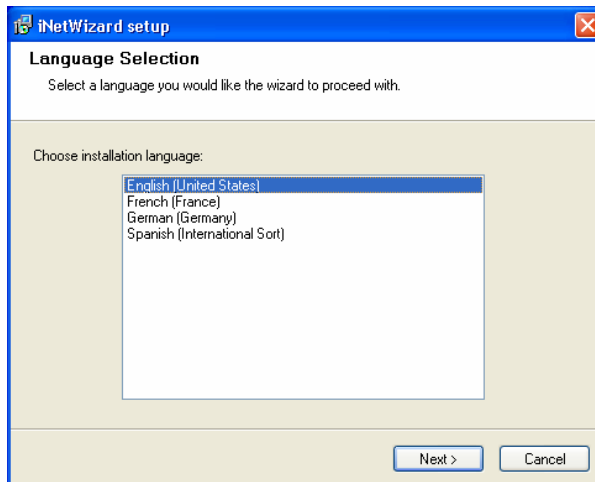 iNetWizard setup
Language Selection
Select a language you would like the wizard to proceed with.
Choose installation language:
English (United States)
French (France)
German (Germany)
Spanish (International Sort)
Next > Cancel